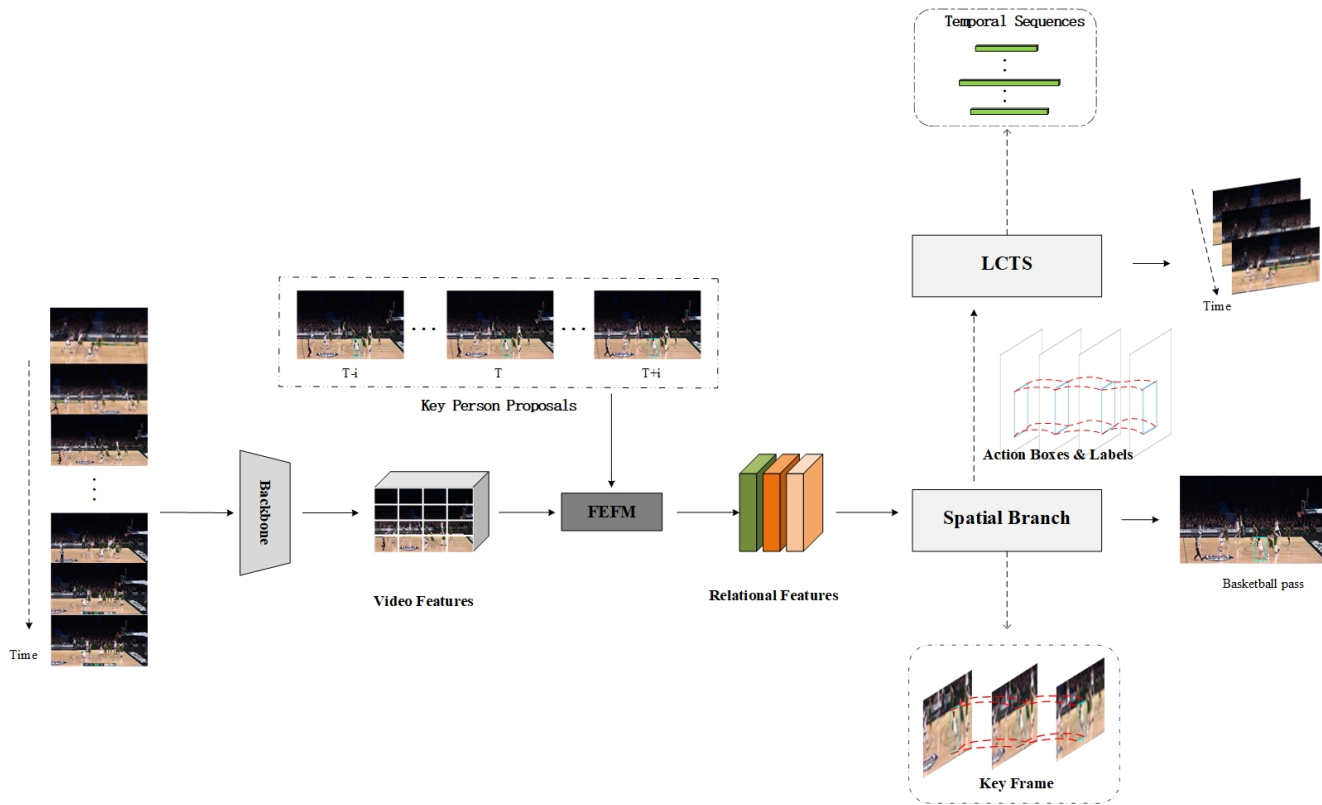 Temporal Sequences
LCTS
Time
T-i
T
T+i
Key Person Proposals
Action Boxes & Labels
Backbone
FEFM
Spatial Branch
Video Features
Relational Features
Basketball pass
Time
Key Frame